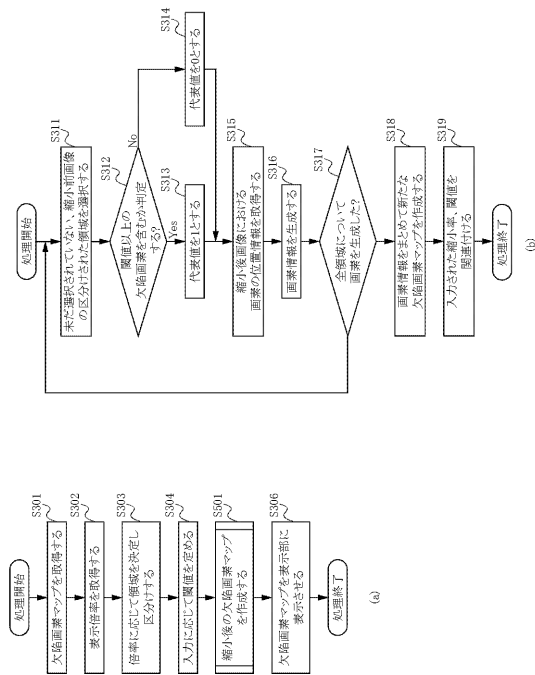 処理開始
S301
欠陥画素マップを取得する
S302
表示倍率を取得する
S303
倍率に応じて領域を決定し
区分けする
S304
入力に応じて閾値を定める
S501
縮小後の欠陥画素マップ
を作成する
S306
欠陥画素マップを表示部に
表示させる
処理終了
(a)
処理開始
S311
未だ選択されていない、縮小前画像
の区分けされた領域を選択する
S312
閾値以上の
欠陥画素を含むか判定
する?
No
Yes
S313
代表値を1とする
S314
代表値を0とする
S315
縮小後画像における
画素の位置情報を取得する
S316
画素情報を生成する
S317
全領域について
画素を生成した?
S318
画素情報をまとめて新たな
欠陥画素マップを作成する
S319
入力された縮小率、閾値を
関連付ける
処理終了
(b)